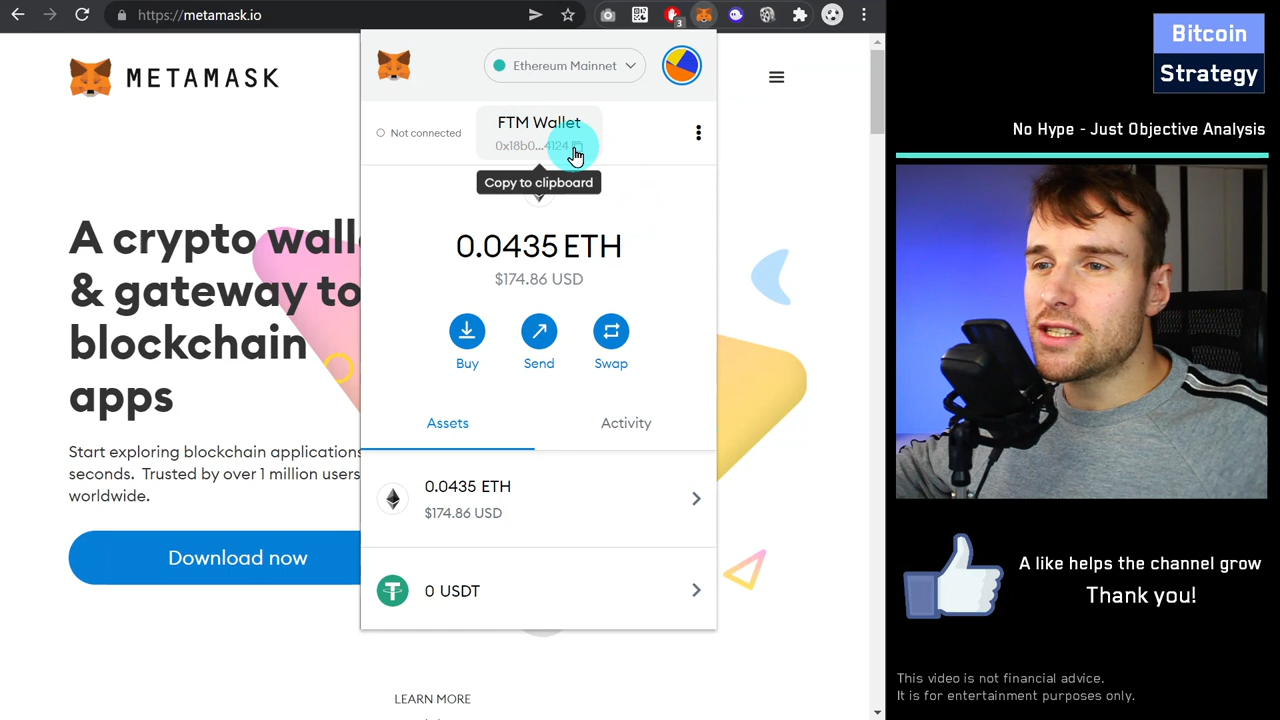 https://metamask.io
3
METAMASK
Ethereum Mainnet
Not connected
FTM Wallet
0x18b0...4124
Copy to clipboard
0.0435 ETH
$174.86 USD
Buy
Send
Swap
Assets
Activity
0.0435 ETH
$174.86 USD
0 USDT
A crypto
& gateway to
blockchain
apps
Start exploring blockchain applications
seconds. Trusted by over 1 million users
worldwide.
Download now
LEARN MORE
Bitcoin
Strategy
No Hype - Just Objective Analysis
A like helps the channel grow
Thank you!
This video is not financial advice.
It is for entertainment purposes only.